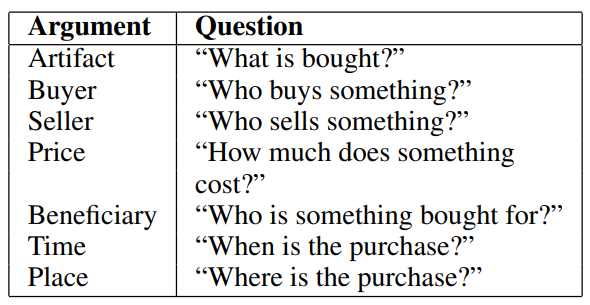 Argument Question
Artifact “What is bought?”
Buyer “Who buys something?”
Seller “Who sells something?”
Price “How much does something
cost?”
Beneficiary “Who is something bought for?”
Time “When is the purchase?”
Place “Where is the purchase?”